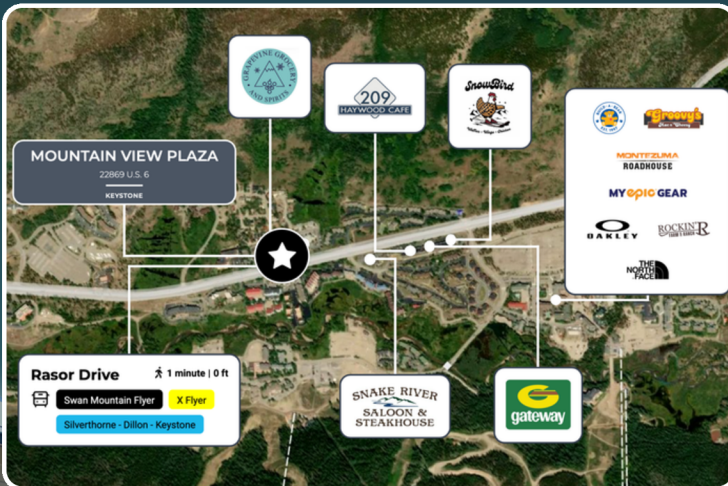 GRAPEVINE GROCERY
AND SPIRITS
209
HAYWOOD CAFE
SnowBird
MOUNTAIN VIEW PLAZA
22869 U.S. 6
KEYSTONE
Groovy's
MONTEZUMA
ROADHOUSE
MY epic GEAR
OAKLEY
ROCKIN' R
THE
NORTH
FACE
Rasor Drive
1 minute | 0 ft
Swan Mountain Flyer
X Flyer
Silverthorne - Dillon - Keystone
SNAKE RIVER
SALOON &
STEAKHOUSE
G
gateway